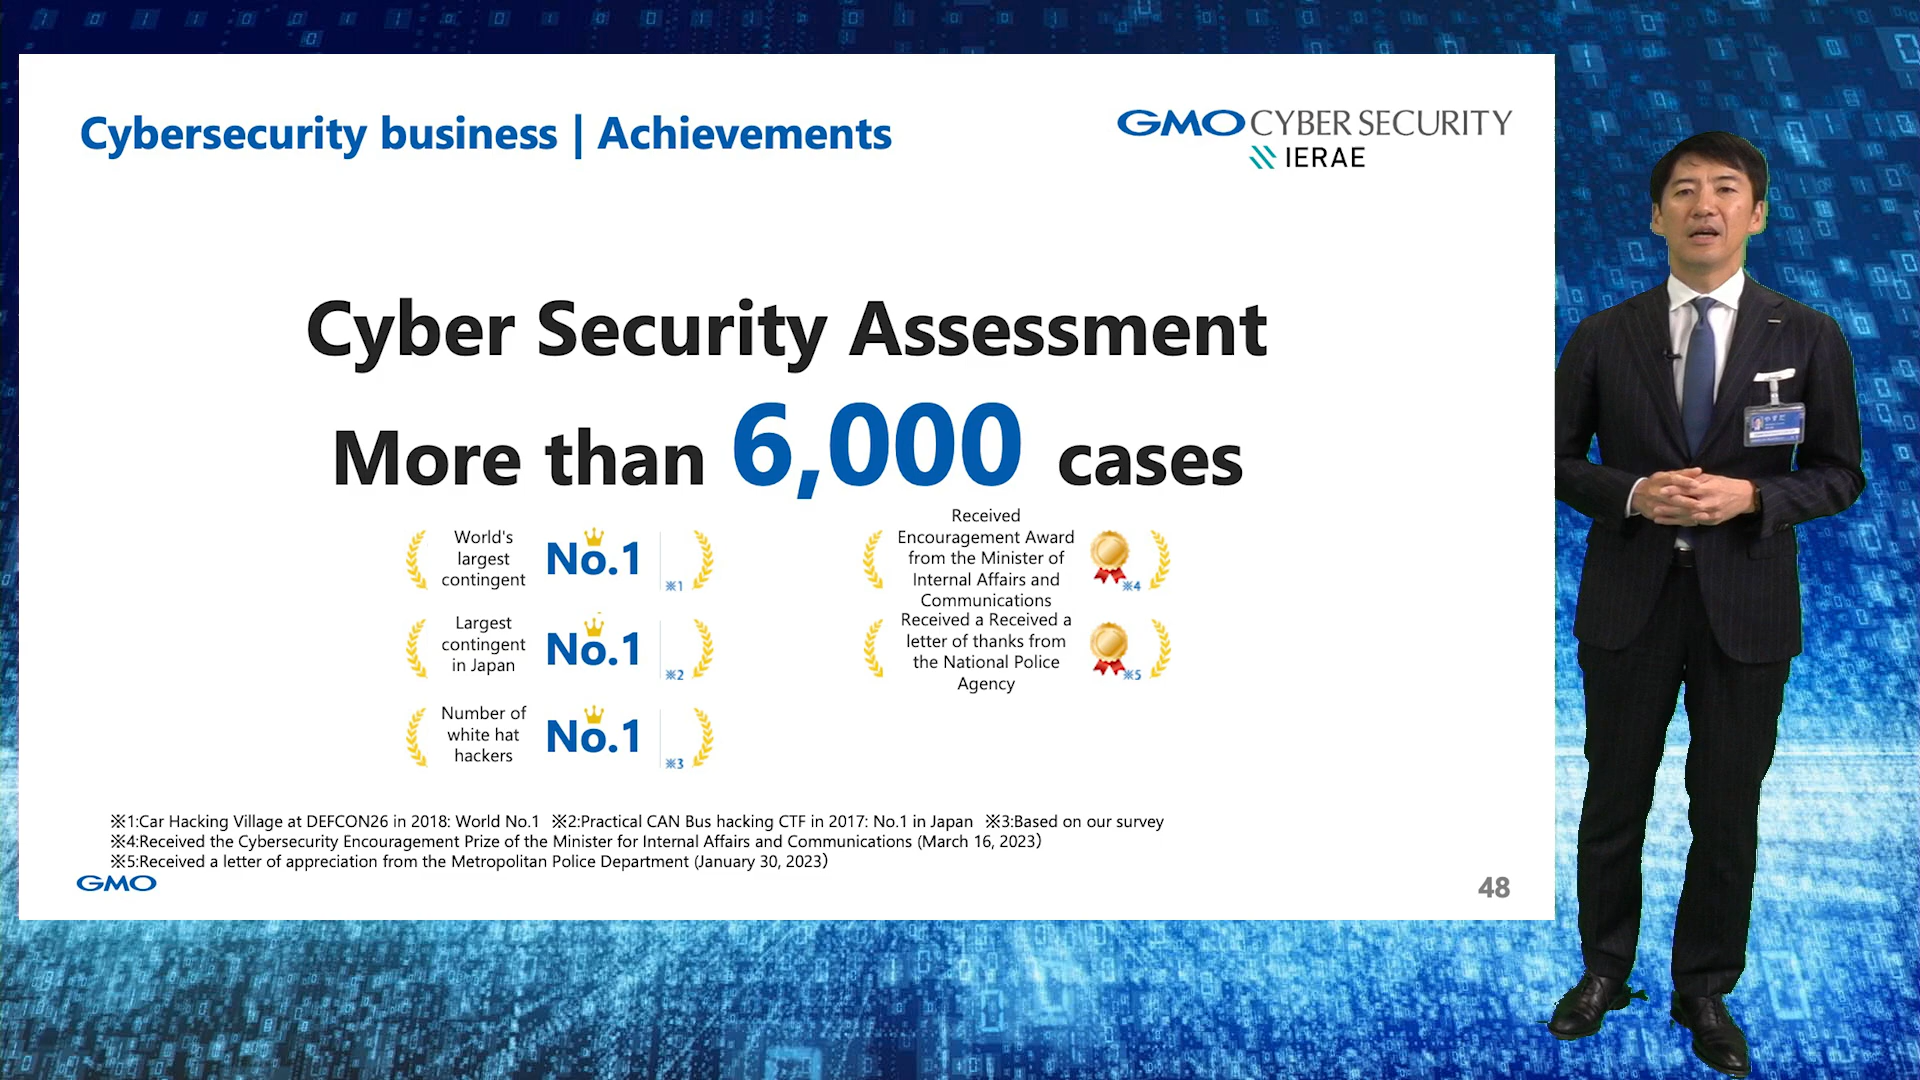 Cybersecurity business | Achievements
GMO CYBER SECURITY
IERAE
Cyber Security Assessment
More than 6,000 cases
World's
largest
contingent
No.1
※1
Received
Encouragement Award
from the Minister of
Internal Affairs and
Communications
※4
Largest
contingent
in Japan
No.1
※2
Received a Received a
letter of thanks from
the National Police
Agency
※5
Number of
white hat
hackers
No.1
※3
※1:Car Hacking Village at DEFCON26 in 2018: World No.1 ※2:Practical CAN Bus hacking CTF in 2017: No.1 in Japan ※3:Based on our survey
※4:Received the Cybersecurity Encouragement Prize of the Minister for Internal Affairs and Communications (March 16, 2023)
※5:Received a letter of appreciation from the Metropolitan Police Department (January 30, 2023)
GMO
48